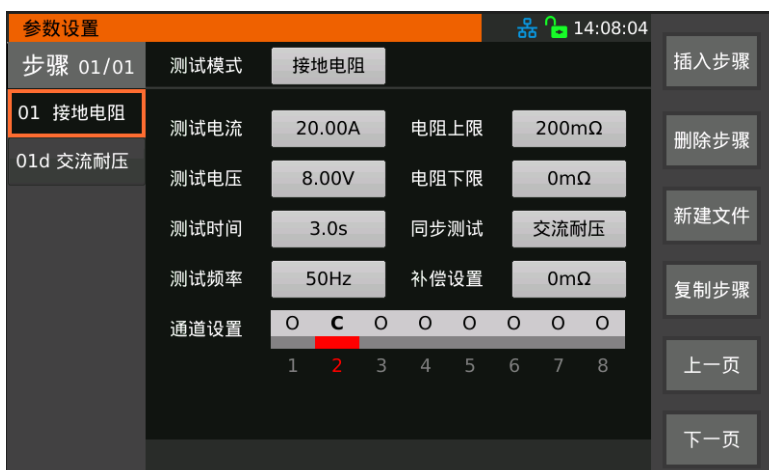 参数设置 14:08:04
步骤 01/01 测试模式 接地电阻 插入步骤
01 接地电阻
测试电流 20.00A 电阻上限 200mΩ 删除步骤
01d 交流耐压
测试电压 8.00V 电阻下限 0mΩ
测试时间 3.0s 同步测试 交流耐压 新建文件
测试频率 50Hz 补偿设置 0mΩ 复制步骤
通道设置 O C O O O O O O
1 2 3 4 5 6 7 8 上一页
下一页